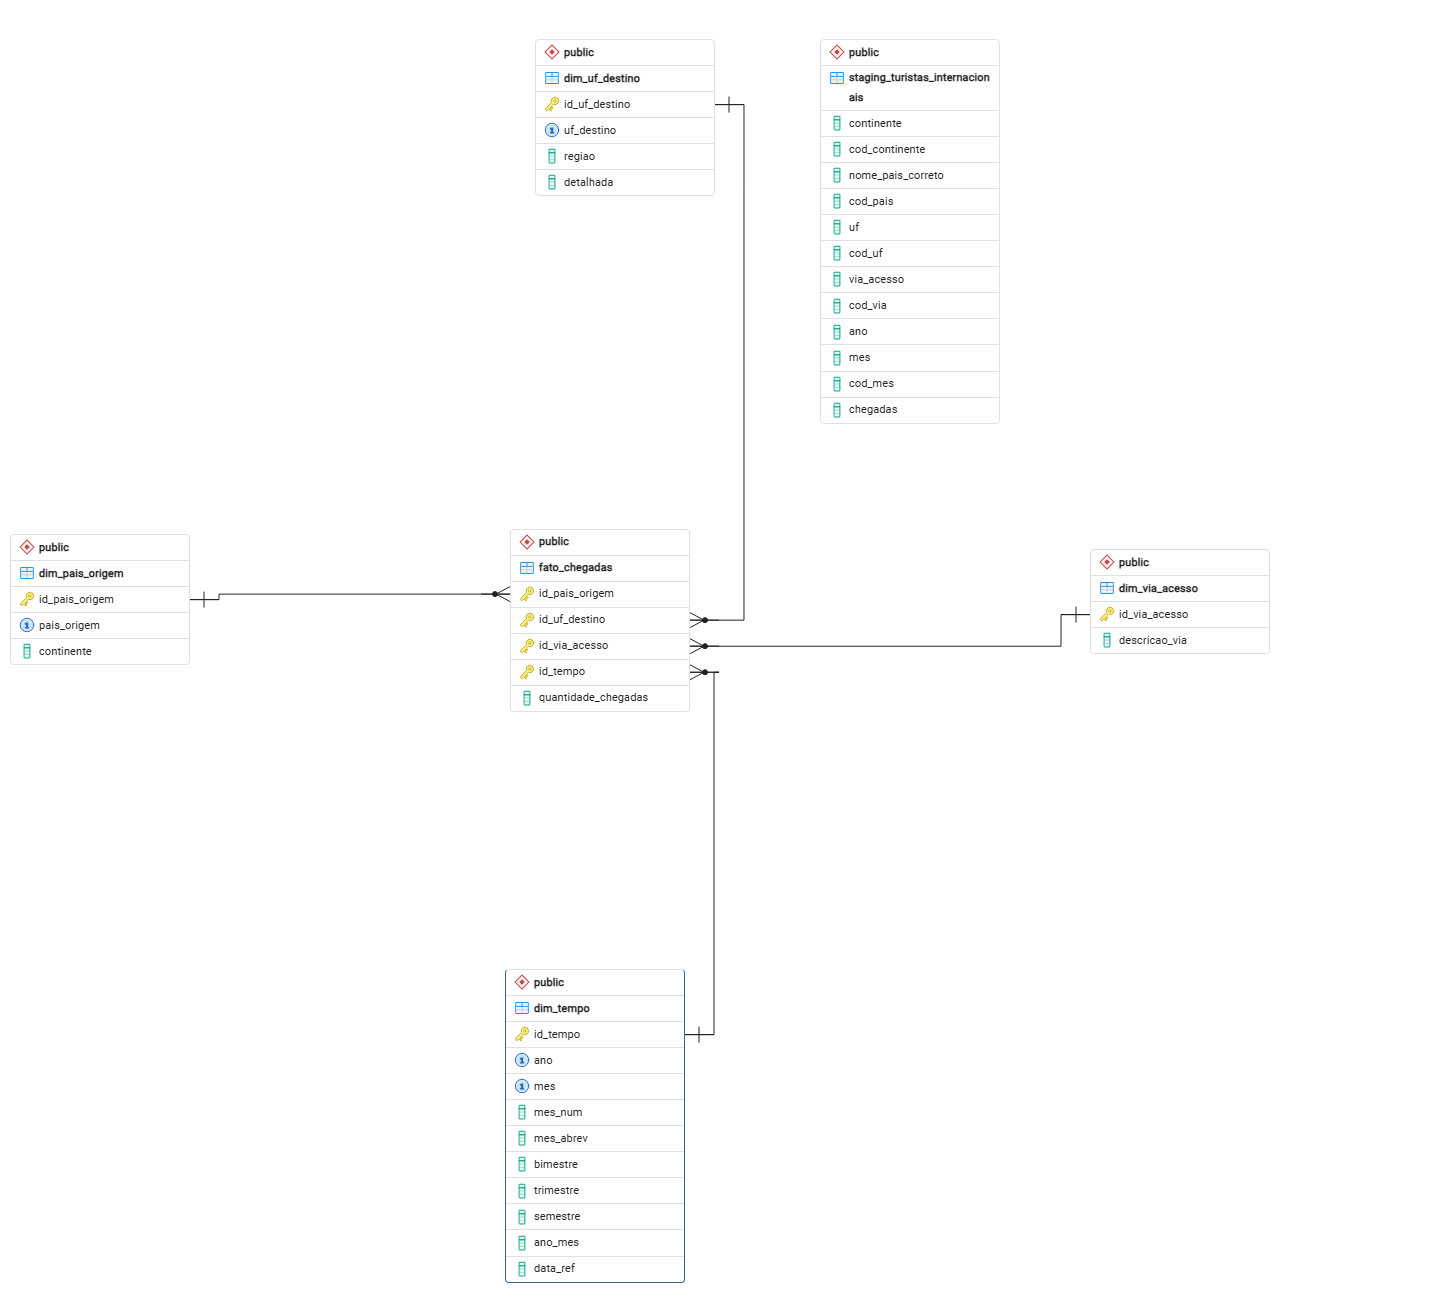 public
dim_uf_destino
id_uf_destino
uf_destino
regiao
detalhada
public
staging_turistas_internacion
ais
continente
cod_continente
nome_pais_correto
cod_pais
uf
cod_uf
via_acesso
cod_via
ano
mes
cod_mes
chegadas
public
dim_pais_origem
id_pais_origem
pais_origem
continente
public
fato_chegadas
id_pais_origem
id_uf_destino
id_via_acesso
id_tempo
quantidade_chegadas
public
dim_via_acesso
id_via_acesso
descricao_via
public
dim_tempo
id_tempo
ano
mes
mes_num
mes_abrev
bimestre
trimestre
semestre
ano_mes
data_ref